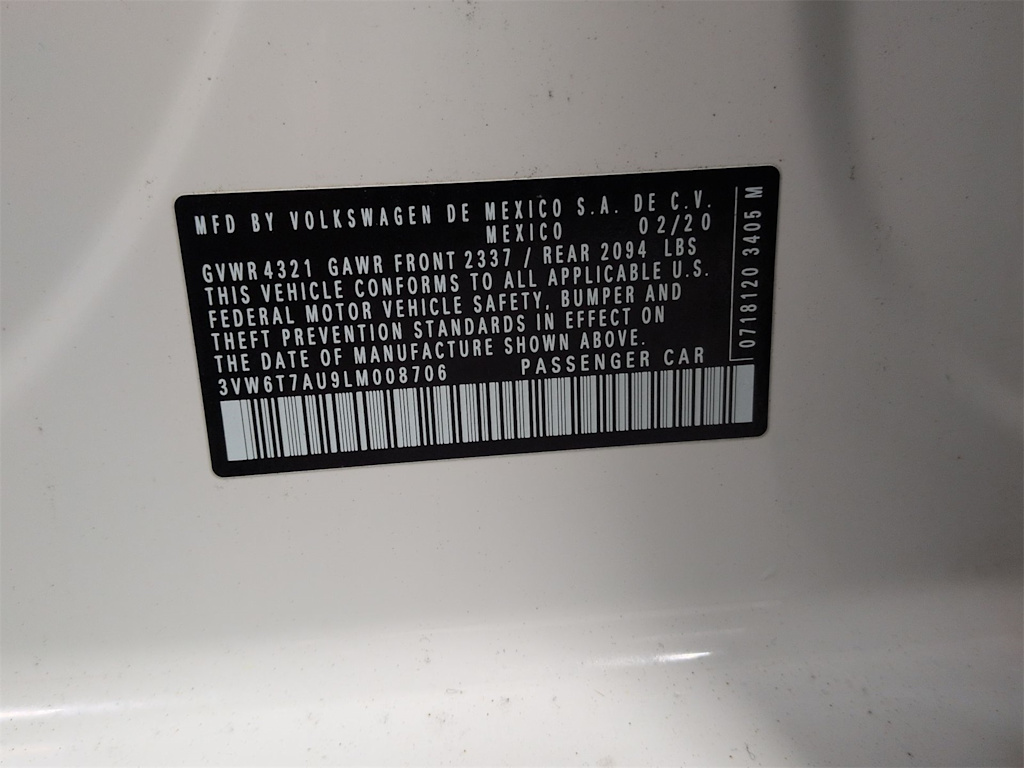 MFD BY VOLKSWAGEN DE MEXICO S.A. DE C.V.
MEXICO 02/20
GVWR 4321 GAWR FRONT 2337 / REAR 2094 LBS
THIS VEHICLE CONFORMS TO ALL APPLICABLE U.S.
FEDERAL MOTOR VEHICLE SAFETY, BUMPER AND
THEFT PREVENTION STANDARDS IN EFFECT ON
THE DATE OF MANUFACTURE SHOWN ABOVE.
3VW6T7AU9LM008706 PASSENGER CAR
0718120 3405 M